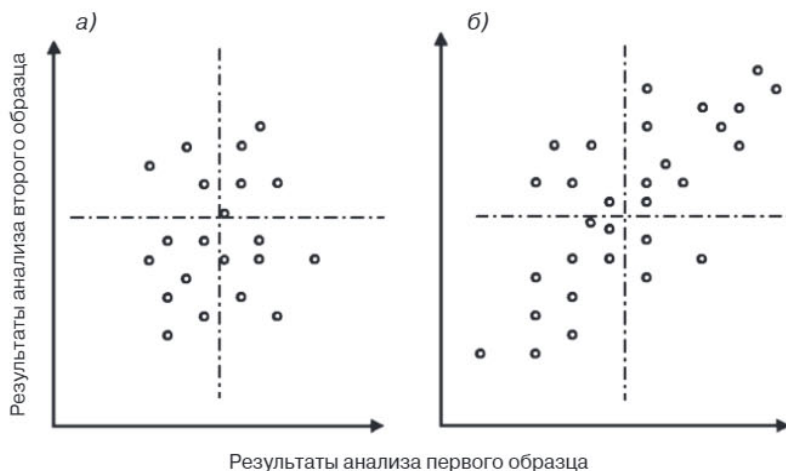 а)
б)
Результаты анализа второго образца
Результаты анализа первого образца